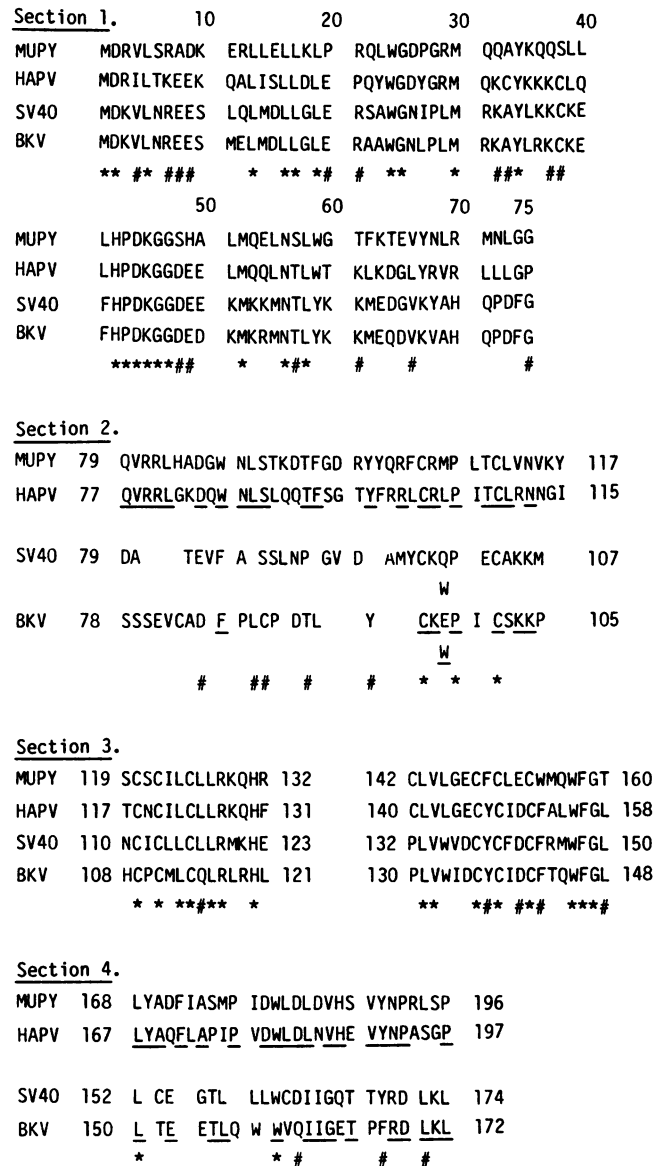 Section 1. 10 20 30 40
MUPY MDRVLSRADK ERLLELLKLP RQLWGDPGRM QQAYKQQSLL
HAPV MDRILTKEEK QALISLLDLE PQYWGDYGRM QKCYKKKCLQ
SV40 MDKVLNREES LQLMDLLGLE RSAWGNIPLM RKAYLKKCKE
BKV MDKVLNREES MELMDLLGLE RAAWGNLPLM RKAYLRKCKE
** #* ### * ** *# # ** * ##* ##
50 60 70 75
MUPY LHPDKGGSHA LMQELNSLWG TFKTEVYNLR MNLGG
HAPV LHPDKGGDEE LMQQLNTLWT KLKDGLYRVR LLLGP
SV40 FHPDKGGDEE KMKKMNTLYK KMEDGVKYAH QPDFG
BKV FHPDKGGDED KMKRMNTLYK KMEQDVKVAH QPDFG
******## * *#* # # #
Section 2.
MUPY 79 QVRRLHADGW NLSTKDTFGD RYYQRFCRMP LTCLVNVKY 117
HAPV 77 QVRRLGKDQW NLSLQQTFSG TYFRRLCRLP ITCLRNNGI 115
SV40 79 DA TEVF A SSLNP GV D AMYCKQP ECAKKM 107
W
BKV 78 SSSEVCAD F PLCP DTL Y CKEP I CSKKP 105
W
# ## # # * * *
Section 3.
MUPY 119 SCSCILCLLRKQHR 132 142 CLVLGECFCLECWMQWFGT 160
HAPV 117 TCNCILCLLRKQHF 131 140 CLVLGECYCIDCFALWFGL 158
SV40 110 NCICLLCLLRMKHE 123 132 PLVWVDCYCFDCFRMWFGL 150
BKV 108 HCPCMLCQLRLRHL 121 130 PLVWIDCYCIDCFTQWFGL 148
* * **#** * ** *#* #*# ***#
Section 4.
MUPY 168 LYADFIASMP IDWLDLDVHS VYNPRLSP 196
HAPV 167 LYAQFLAPIP VDWLDLNVHE VYNPASGP 197
SV40 152 L CE GTL LLWCDIIGQT TYRD LKL 174
BKV 150 L TE ETLQ W WVQIIGET PFRD LKL 172
* * # # #